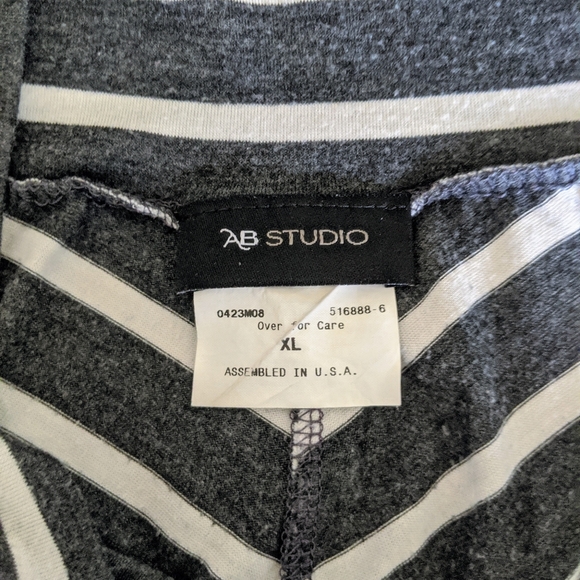 AB STUDIO
0423M08 516888-6
Over for Care
XL
ASSEMBLED IN U.S.A.